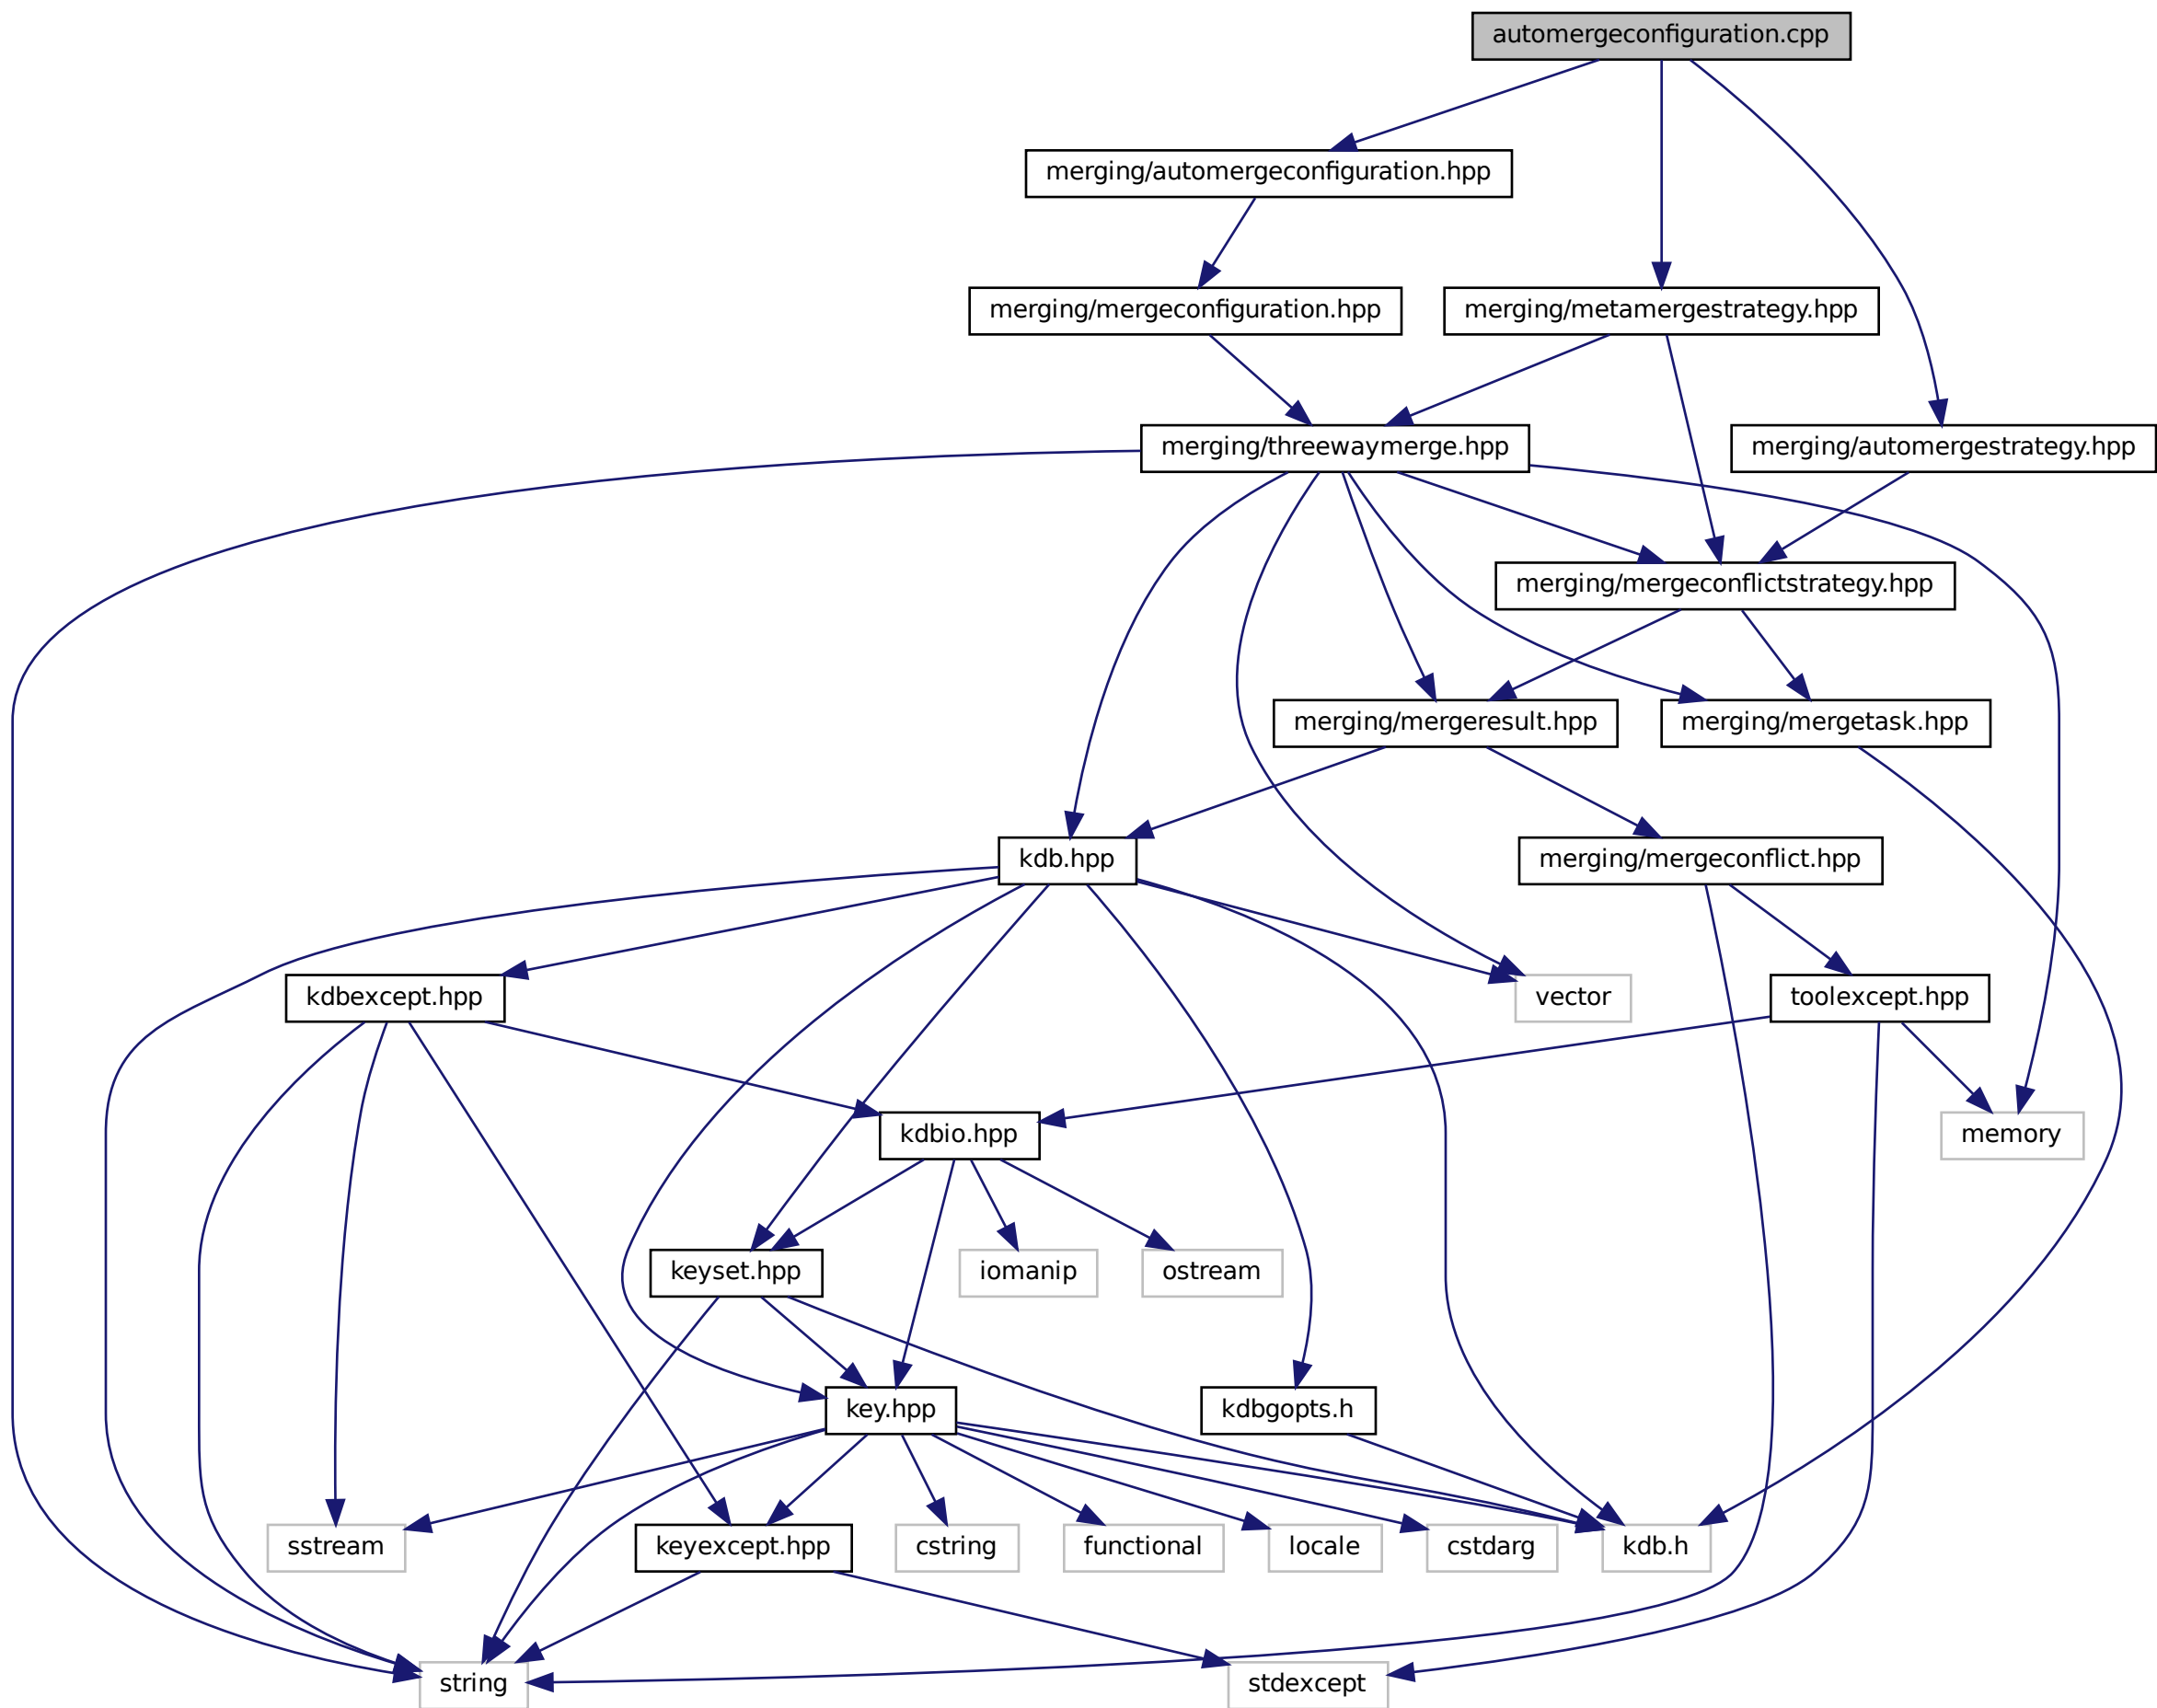 automergeconfiguration.cpp
merging/automergeconfiguration.hpp
merging/mergeconfiguration.hpp
merging/metamergestrategy.hpp
merging/threewaymerge.hpp
merging/automergestrategy.hpp
merging/mergeconflictstrategy.hpp
merging/mergeresult.hpp
merging/mergetask.hpp
kdb.hpp
merging/mergeconflict.hpp
kdbexcept.hpp
vector
toolexcept.hpp
kdbio.hpp
memory
keyset.hpp
iomanip
ostream
key.hpp
kdbgopts.h
sstream
keyexcept.hpp
cstring
functional
locale
cstdarg
kdb.h
string
stdexcept